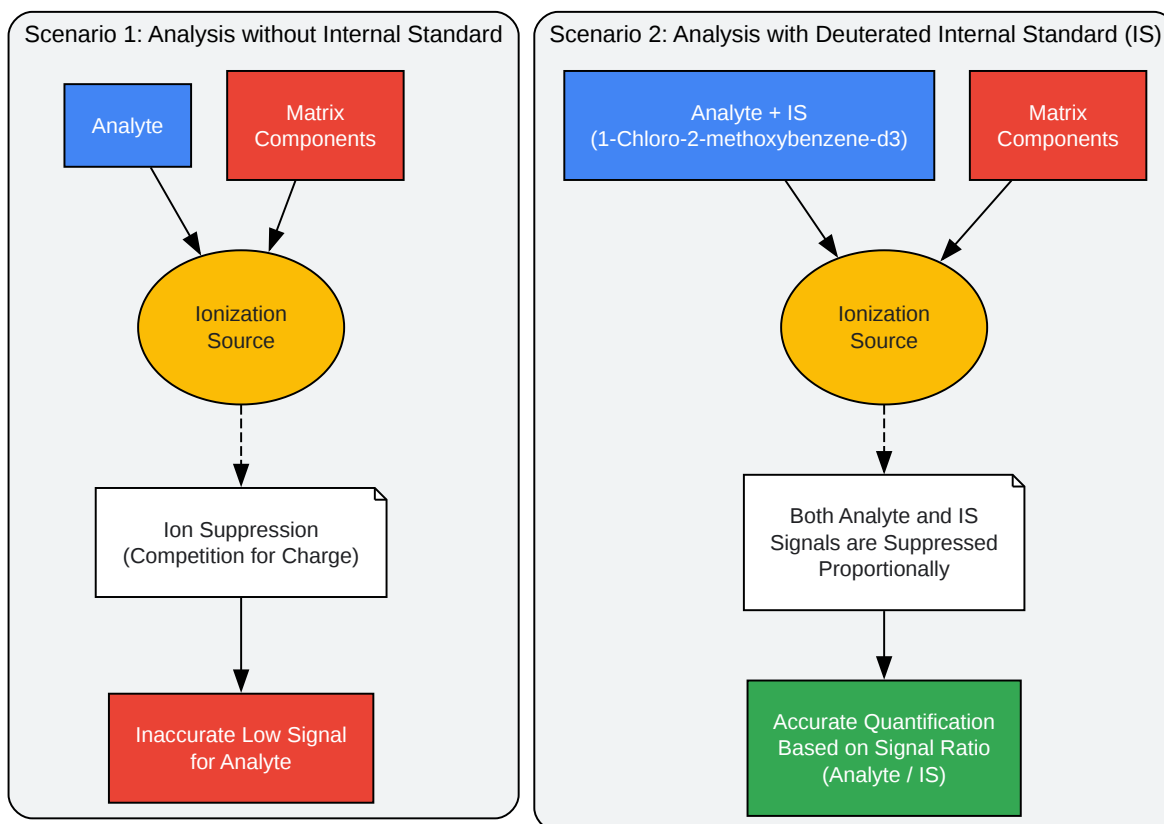 Scenario 1: Analysis without Internal Standard
Analyte
Matrix
Components
Ionization
Source
Ion Suppression
(Competition for Charge)
Inaccurate Low Signal
for Analyte
Scenario 2: Analysis with Deuterated Internal Standard (IS)
Analyte + IS
(1-Chloro-2-methoxybenzene-d3)
Matrix
Components
Ionization
Source
Both Analyte and IS
Signals are Suppressed
Proportionally
Accurate Quantification
Based on Signal Ratio
(Analyte / IS)